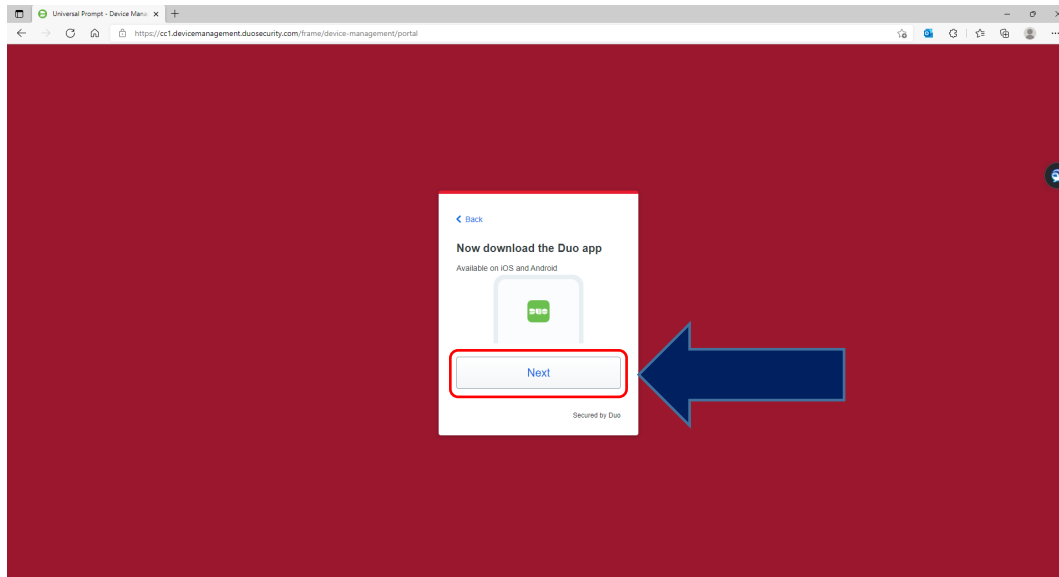 Universal Prompt - Device Mana
https://cc1.devicemanagement.duosecurity.com/frame/device-management/portal
Back
Now download the Duo app
Available on iOS and Android
DUO
Next
Secured by Duo